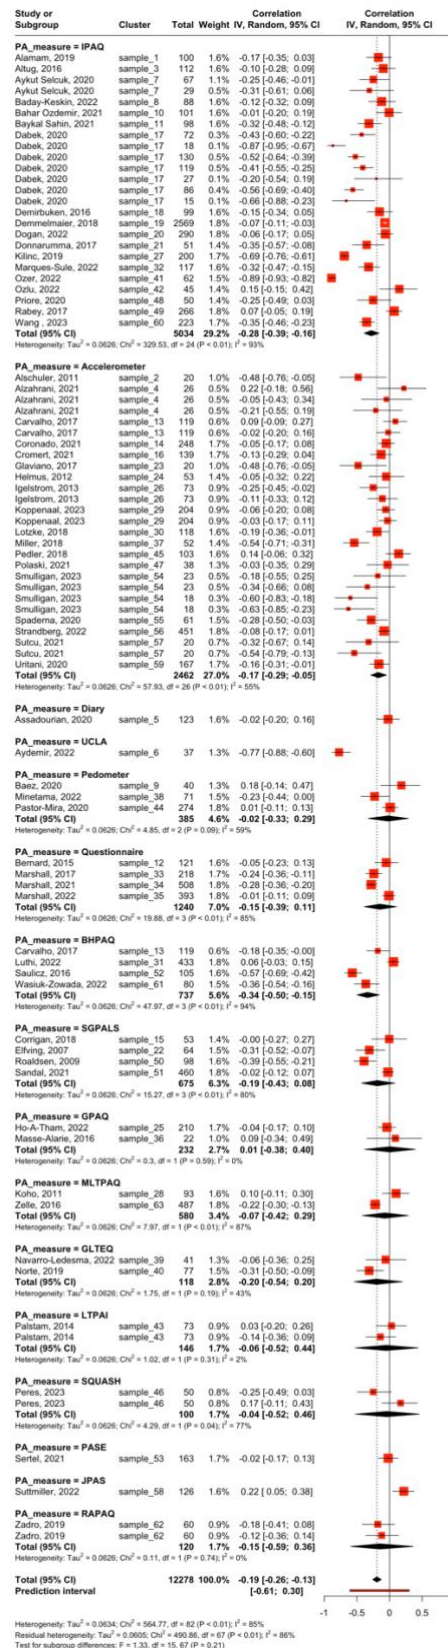 Study or Correlation Correlation
Subgroup Cluster Total Weight IV, Random, 95% CI IV, Random, 95% CI
PA_measure = IPAQ
Alamam, 2019 sample_1 100 1.6% -0.17 [-0.35; 0.03]
Altug, 2016 sample_3 112 1.6% -0.10 [-0.28; 0.09]
Aykut Selcuk, 2020 sample_7 67 1.4% -0.25 [-0.46; -0.01]
Aykut Selcuk, 2020 sample_7 29 1.0% -0.31 [-0.61; 0.06]
Baday-Keskin, 2022 sample_8 88 1.6% -0.12 [-0.32; 0.09]
Bahar Ozdemir, 2021 sample_10 101 1.6% -0.01 [-0.20; 0.19]
Baykal Sahin, 2021 sample_11 98 1.6% -0.32 [-0.48; -0.12]
Dabek, 2020 sample_17 72 0.3% -0.43 [-0.60; -0.22]
Dabek, 2020 sample_17 18 0.2% -0.87 [-0.95; -0.67]
Dabek, 2020 sample_17 130 0.3% -0.52 [-0.64; -0.39]
Dabek, 2020 sample_17 119 0.3% -0.41 [-0.55; -0.25]
Dabek, 2020 sample_17 27 0.2% -0.20 [-0.54; 0.19]
Dabek, 2020 sample_17 86 0.3% -0.56 [-0.69; -0.40]
Dabek, 2020 sample_17 15 0.2% -0.66 [-0.88; -0.23]
Demirbuken, 2016 sample_18 99 1.6% -0.15 [-0.34; 0.05]
Demmelmaier, 2018 sample_19 2569 1.8% -0.07 [-0.11; -0.03]
Dogan, 2022 sample_20 290 1.7% -0.06 [-0.17; 0.05]
Donnarumma, 2017 sample_21 51 1.4% -0.35 [-0.57; -0.08]
Kilinc, 2019 sample_27 200 1.7% -0.69 [-0.76; -0.61]
Marques-Sule, 2022 sample_32 117 1.6% -0.32 [-0.47; -0.15]
Ozer, 2022 sample_41 62 1.5% -0.89 [-0.93; -0.82]
Ozlu, 2022 sample_42 45 1.4% 0.15 [-0.15; 0.42]
Priore, 2020 sample_48 50 1.4% -0.25 [-0.49; 0.03]
Rabey, 2017 sample_49 266 1.7% 0.07 [-0.05; 0.19]
Wang , 2023 sample_60 223 1.7% -0.35 [-0.46; -0.23]
Total (95% CI) 5034 29.2% -0.28 [-0.39; -0.16]
Heterogeneity: Tau² = 0.0626; Chi² = 329.53, df = 24 (P < 0.01); I² = 93%
PA_measure = Accelerometer
Alschuler, 2011 sample_2 20 1.0% -0.48 [-0.76; -0.05]
Alzahrani, 2021 sample_4 26 0.6% 0.22 [-0.18; 0.56]
Alzahrani, 2021 sample_4 26 0.6% -0.05 [-0.43; 0.34]
Alzahrani, 2021 sample_4 26 0.6% -0.21 [-0.55; 0.19]
Carvalho, 2017 sample_13 119 0.6% 0.09 [-0.09; 0.27]
Carvalho, 2017 sample_13 119 0.6% -0.02 [-0.20; 0.16]
Coronado, 2021 sample_14 248 1.7% -0.05 [-0.17; 0.08]
Cromert, 2021 sample_16 139 1.7% -0.13 [-0.29; 0.04]
Glaviano, 2017 sample_23 20 1.0% -0.48 [-0.76; -0.05]
Helmus, 2012 sample_24 53 1.4% -0.05 [-0.32; 0.22]
Igelstrom, 2013 sample_26 73 0.9% -0.25 [-0.45; -0.02]
Igelstrom, 2013 sample_26 73 0.9% -0.11 [-0.33; 0.12]
Koppenaal, 2023 sample_29 204 0.9% -0.06 [-0.20; 0.08]
Koppenaal, 2023 sample_29 204 0.9% -0.03 [-0.17; 0.11]
Lotzke, 2018 sample_30 118 1.6% -0.19 [-0.36; -0.01]
Miller, 2018 sample_37 52 1.4% -0.54 [-0.71; -0.31]
Pedler, 2018 sample_45 103 1.6% 0.14 [-0.06; 0.32]
Polaski, 2021 sample_47 38 1.3% -0.03 [-0.35; 0.29]
Smulligan, 2023 sample_54 23 0.5% -0.18 [-0.55; 0.25]
Smulligan, 2023 sample_54 23 0.5% -0.34 [-0.66; 0.08]
Smulligan, 2023 sample_54 18 0.4% -0.60 [-0.83; -0.18]
Smulligan, 2023 sample_54 18 0.4% -0.63 [-0.85; -0.23]
Spaderna, 2020 sample_55 61 1.5% -0.28 [-0.50; -0.03]
Strandberg, 2022 sample_56 451 1.8% -0.08 [-0.17; 0.01]
Sutcu, 2021 sample_57 20 0.6% -0.32 [-0.67; 0.14]
Sutcu, 2021 sample_57 20 0.6% -0.54 [-0.79; -0.13]
Uritani, 2020 sample_59 167 1.7% -0.16 [-0.31; -0.01]
Total (95% CI) 2462 27.0% -0.17 [-0.29; -0.05]
Heterogeneity: Tau² = 0.0626; Chi² = 57.93, df = 26 (P < 0.01); I² = 55%
PA_measure = Diary
Assadourian, 2020 sample_5 123 1.6% -0.02 [-0.20; 0.16]
PA_measure = UCLA
Aydemir, 2022 sample_6 37 1.3% -0.77 [-0.88; -0.60]
PA_measure = Pedometer
Baez, 2020 sample_9 40 1.3% 0.18 [-0.14; 0.47]
Minetama, 2022 sample_38 71 1.5% -0.23 [-0.44; 0.00]
Pastor-Mira, 2020 sample_44 274 1.7% 0.01 [-0.11; 0.13]
Total (95% CI) 385 4.6% -0.02 [-0.33; 0.29]
Heterogeneity: Tau² = 0.0626; Chi² = 4.85, df = 2 (P = 0.09); I² = 59%
PA_measure = Questionnaire
Bernard, 2015 sample_12 121 1.6% -0.05 [-0.23; 0.13]
Marshall, 2017 sample_33 218 1.7% -0.24 [-0.36; -0.11]
Marshall, 2021 sample_34 508 1.8% -0.28 [-0.36; -0.20]
Marshall, 2022 sample_35 393 1.8% -0.01 [-0.11; 0.09]
Total (95% CI) 1240 7.0% -0.15 [-0.39; 0.11]
Heterogeneity: Tau² = 0.0626; Chi² = 19.88, df = 3 (P < 0.01); I² = 85%
PA_measure = BHPAQ
Carvalho, 2017 sample_13 119 0.6% -0.18 [-0.35; -0.00]
Luthi, 2022 sample_31 433 1.8% 0.06 [-0.03; 0.15]
Saulicz, 2016 sample_52 105 1.6% -0.57 [-0.69; -0.42]
Wasiuk-Zowada, 2022 sample_61 80 1.5% -0.36 [-0.54; -0.16]
Total (95% CI) 737 5.6% -0.34 [-0.50; -0.15]
Heterogeneity: Tau² = 0.0626; Chi² = 47.97, df = 3 (P < 0.01); I² = 94%
PA_measure = SGPALS
Corrigan, 2018 sample_15 53 1.4% -0.00 [-0.27; 0.27]
Elfving, 2007 sample_22 64 1.5% -0.31 [-0.52; -0.07]
Roaldsen, 2009 sample_50 98 1.6% -0.39 [-0.55; -0.21]
Sandal, 2021 sample_51 460 1.8% -0.02 [-0.12; 0.07]
Total (95% CI) 675 6.3% -0.19 [-0.43; 0.08]
Heterogeneity: Tau² = 0.0626; Chi² = 15.27, df = 3 (P < 0.01); I² = 80%
PA_measure = GPAQ
Ho-A-Tham, 2022 sample_25 210 1.7% -0.04 [-0.17; 0.10]
Masse-Alarie, 2016 sample_36 22 1.0% 0.09 [-0.34; 0.49]
Total (95% CI) 232 2.7% 0.01 [-0.38; 0.40]
Heterogeneity: Tau² = 0.0626; Chi² = 0.3, df = 1 (P = 0.59); I² = 0%
PA_measure = MLTPAQ
Koho, 2011 sample_28 93 1.6% 0.10 [-0.11; 0.30]
Zelle, 2016 sample_63 487 1.8% -0.22 [-0.30; -0.13]
Total (95% CI) 580 3.4% -0.07 [-0.42; 0.29]
Heterogeneity: Tau² = 0.0626; Chi² = 7.97, df = 1 (P < 0.01); I² = 87%
PA_measure = GLTEQ
Navarro-Ledesma, 2022 sample_39 41 1.3% -0.06 [-0.36; 0.25]
Norte, 2019 sample_40 77 1.5% -0.31 [-0.50; -0.09]
Total (95% CI) 118 2.8% -0.20 [-0.54; 0.20]
Heterogeneity: Tau² = 0.0626; Chi² = 1.75, df = 1 (P = 0.19); I² = 43%
PA_measure = LTPAI
Palstam, 2014 sample_43 73 0.9% 0.03 [-0.20; 0.26]
Palstam, 2014 sample_43 73 0.9% -0.14 [-0.36; 0.09]
Total (95% CI) 146 1.7% -0.06 [-0.52; 0.44]
Heterogeneity: Tau² = 0.0626; Chi² = 1.02, df = 1 (P = 0.31); I² = 2%
PA_measure = SQUASH
Peres, 2023 sample_46 50 0.8% -0.25 [-0.49; 0.03]
Peres, 2023 sample_46 50 0.8% 0.17 [-0.11; 0.43]
Total (95% CI) 100 1.7% -0.04 [-0.52; 0.46]
Heterogeneity: Tau² = 0.0626; Chi² = 4.29, df = 1 (P = 0.04); I² = 77%
PA_measure = PASE
Sertel, 2021 sample_53 163 1.7% -0.02 [-0.17; 0.13]
PA_measure = JPAS
Suttmiller, 2022 sample_58 126 1.6% 0.22 [ 0.05; 0.38]
PA_measure = RAPAQ
Zadro, 2019 sample_62 60 0.9% -0.18 [-0.41; 0.08]
Zadro, 2019 sample_62 60 0.9% -0.12 [-0.36; 0.14]
Total (95% CI) 120 1.7% -0.15 [-0.59; 0.36]
Heterogeneity: Tau² = 0.0626; Chi² = 0.11, df = 1 (P = 0.74); I² = 0%
Total (95% CI) 12278 100.0% -0.19 [-0.26; -0.13]
Prediction interval [-0.61; 0.30]
-1 -0.5 0 0.5
Heterogeneity: Tau² = 0.0634; Chi² = 564.77, df = 82 (P < 0.01); I² = 85%
Residual heterogeneity: Tau² = 0.0605; Chi² = 490.86, df = 67 (P < 0.01); I² = 86%
Test for subgroup differences: F = 1.33, df = 15, 67 (P = 0.21)